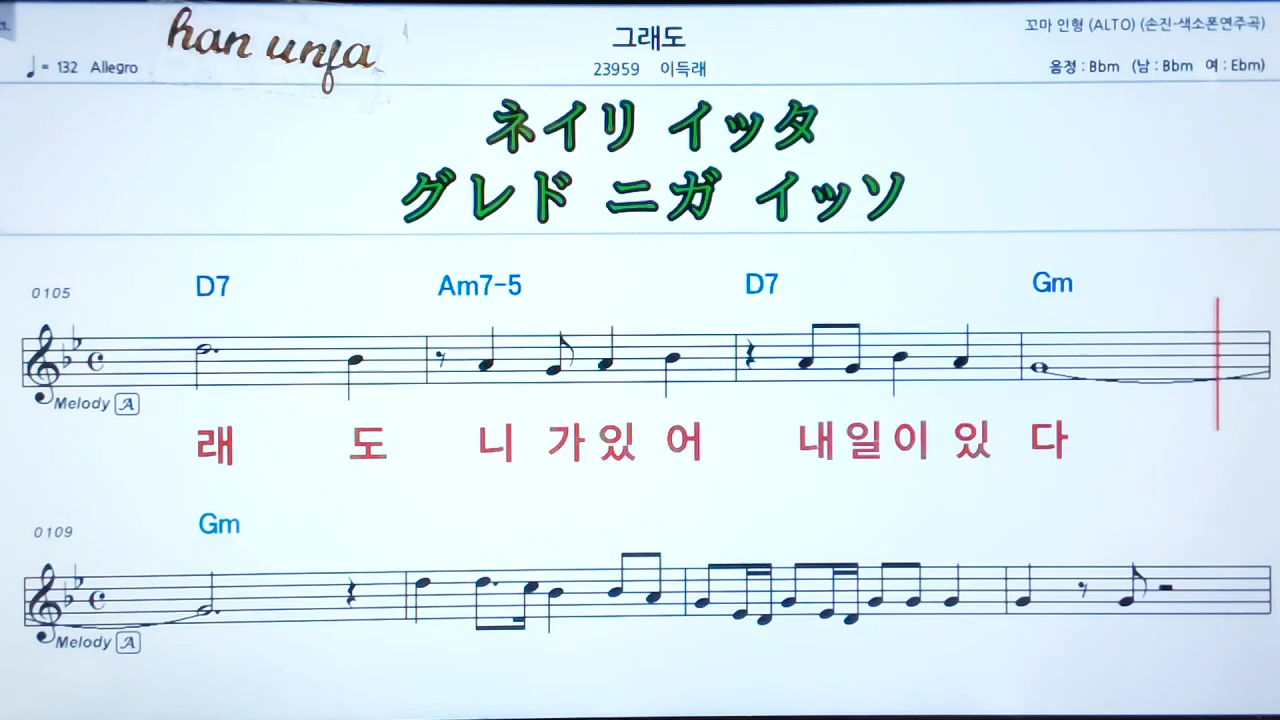 han unja
그래도
꼬마 인형 (ALTO) (손진-색소폰연주곡)
♩= 132 Allegro
23959 이득래
음정 : Bbm (남 : Bbm 여 : Ebm)
ネイリ イッタ
グレド ニガ イッソ
0105
D7 Am7-5 D7 Gm
Melody A
래 도 니 가 있 어 내 일 이 있 다
0109
Gm
Melody A